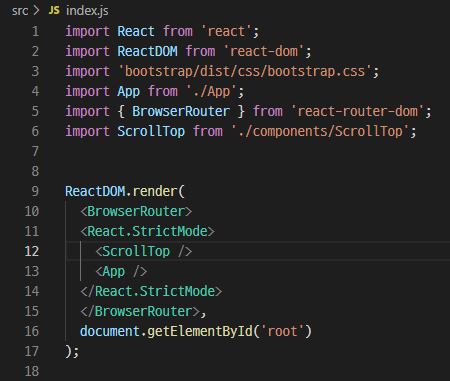 src > JS index.js
1 import React from 'react';
2 import ReactDOM from 'react-dom';
3 import 'bootstrap/dist/css/bootstrap.css';
4 import App from './App';
5 import { BrowserRouter } from 'react-router-dom';
6 import ScrollTop from './components/ScrollTop';
7
8
9 ReactDOM.render(
10   <BrowserRouter>
11   <React.StrictMode>
12     <ScrollTop />
13     <App />
14   </React.StrictMode>
15   </BrowserRouter>,
16   document.getElementById('root')
17 );
18